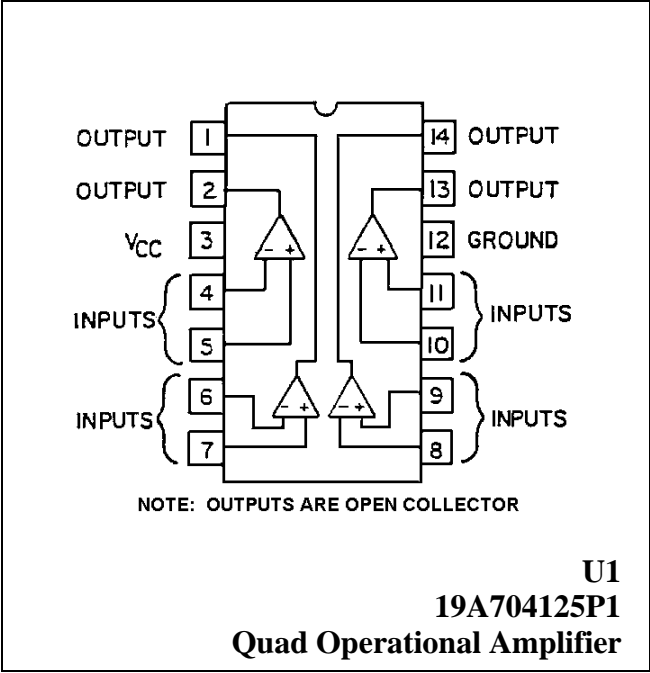 OUTPUT 1
14 OUTPUT
OUTPUT 2
13 OUTPUT
VCC 3
12 GROUND
4
11
INPUTS
INPUTS
5
10
- +
- +
6
9
INPUTS
INPUTS
7
8
- +
- +
NOTE: OUTPUTS ARE OPEN COLLECTOR
U1
19A704125P1
Quad Operational Amplifier